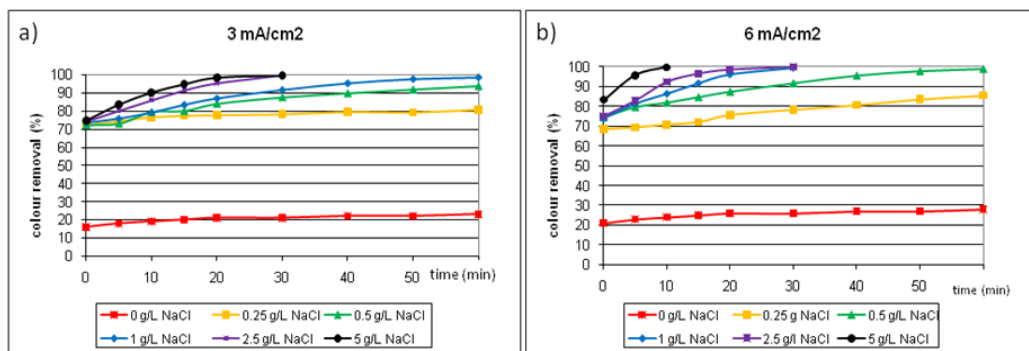 a)
3 mA/cm2
colour removal (%)
100
90
80
70
60
50
40
30
20
10
0
0 10 20 30 40 50
time (min)
0 g/L NaCl 0.25 g/L NaCl 0.5 g/L NaCl
1 g/L NaCl 2.5 g/L NaCl 5 g/L NaCl
b)
6 mA/cm2
colour removal (%)
100
90
80
70
60
50
40
30
20
10
0
0 10 20 30 40 50
time (min)
0 g/L NaCl 0.25 g NaCl 0.5 g/L NaCl
1 g/L NaCl 2.5 g/l NaCl 5 g/L NaCl